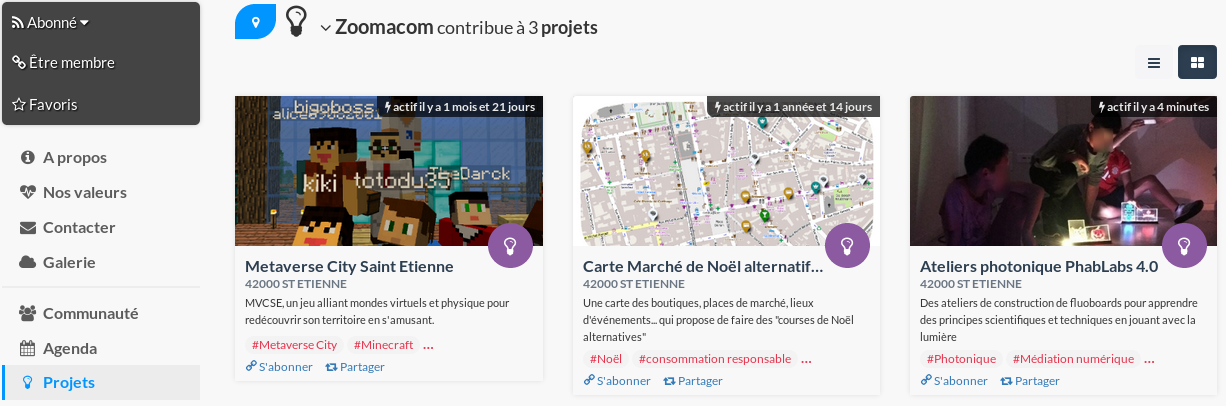 Abonné
Être membre
Favoris
A propos
Nos valeurs
Contacter
Galerie
Communauté
Agenda
Projets
Zoomacom contribue à 3 projets
actif il y a 1 mois et 21 jours
bigoboss
kiki
totodu35
TheDarck
Metaverse City Saint Etienne
42000 ST ETIENNE
MVCSE, un jeu alliant mondes virtuels et physique pour
redécouvrir son territoire en s'amusant.
#Metaverse City #Minecraft ...
S'abonner Partager
actif il y a 1 année et 14 jours
Carte Marché de Noël alternatif...
42000 ST ETIENNE
Une carte des boutiques, places de marché, lieux
d'événements... qui propose de faire des "courses de Noël
alternatives"
#Noël #consommation responsable ...
S'abonner Partager
actif il y a 4 minutes
Ateliers photonique PhabLabs 4.0
42000 ST ETIENNE
Des ateliers de construction de fluoboards pour apprendre
des principes scientifiques et techniques en jouant avec la
lumière
#Photonique #Médiation numérique ...
S'abonner Partager